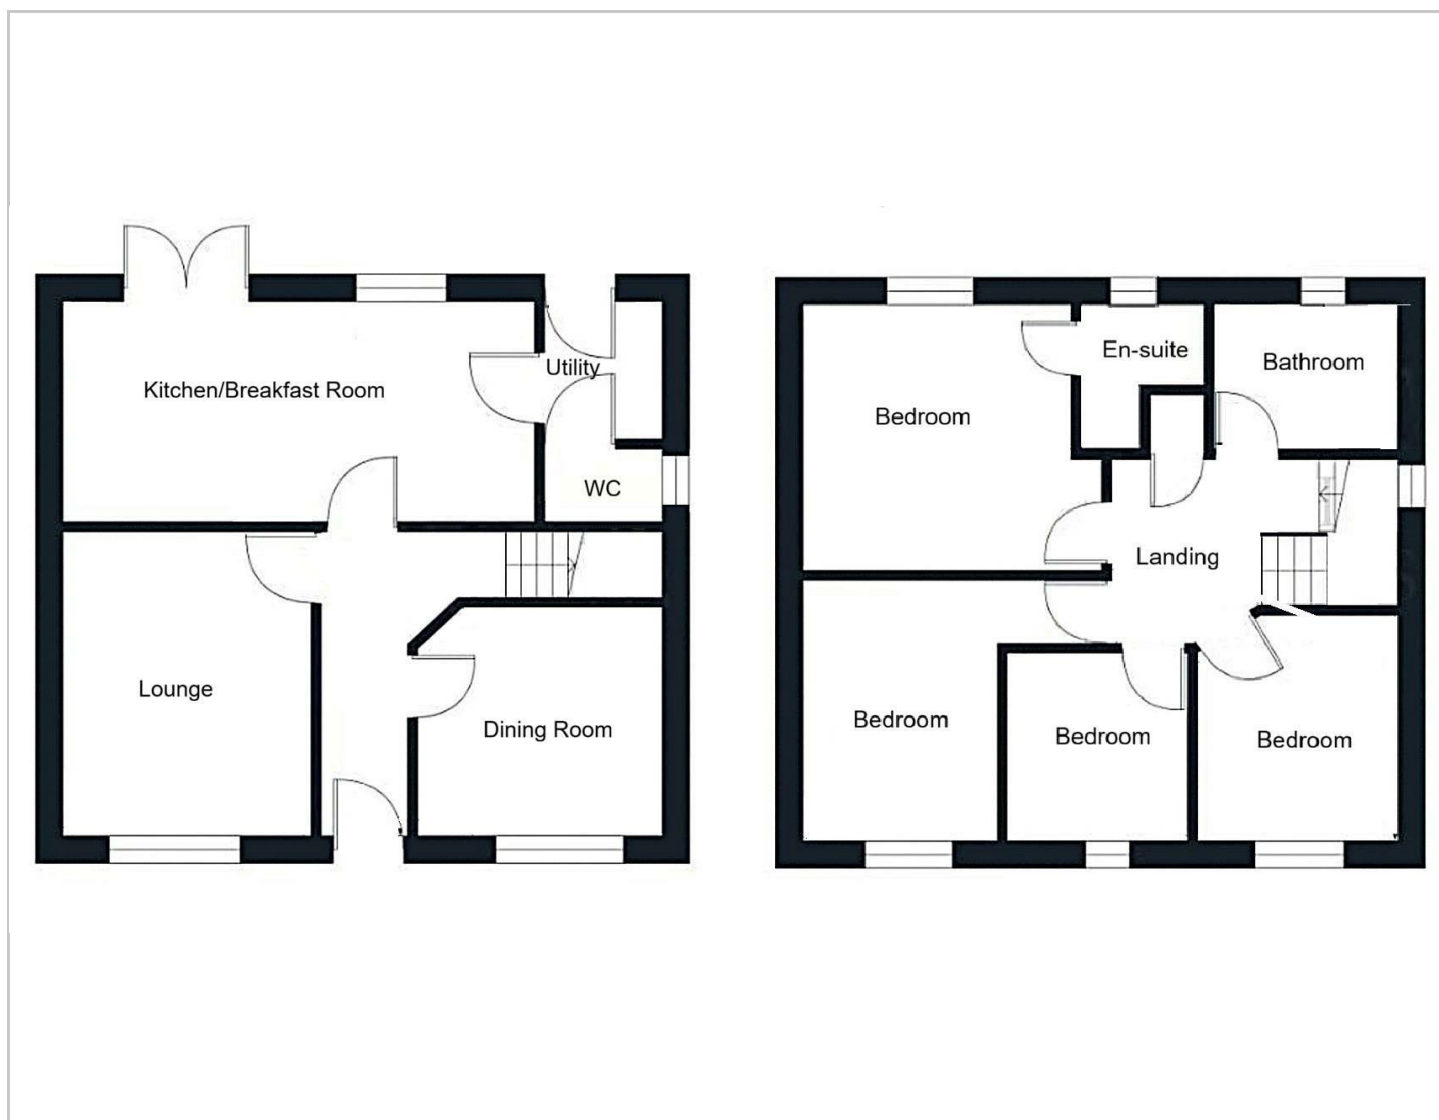 Kitchen/Breakfast Room
Utility
WC
Lounge
Dining Room
Bedroom
En-suite
Bathroom
Landing
Bedroom
Bedroom
Bedroom